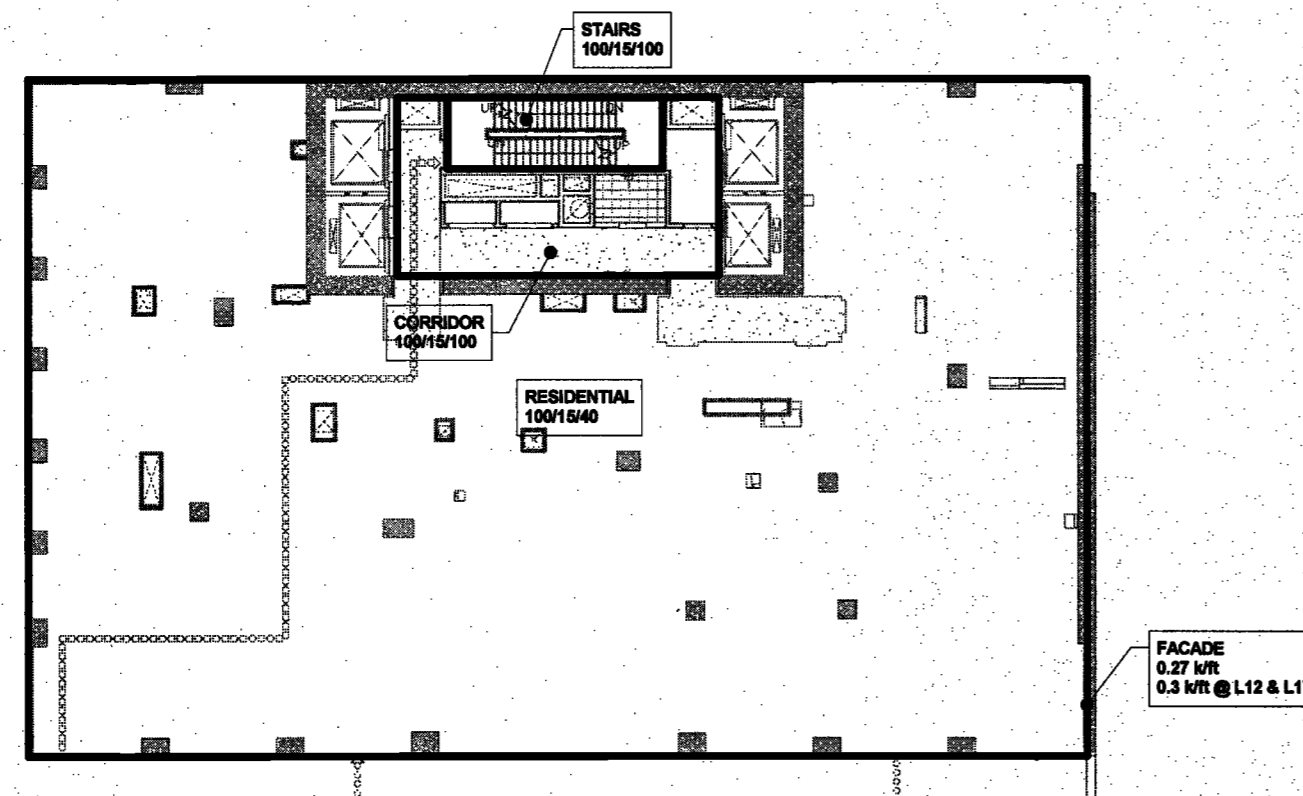 STAIRS
100/15/100
UP
DN
CORRIDOR
100/15/100
RESIDENTIAL
100/15/40
FACADE
0.27 k/ft
0.3 k/ft @ L12 & L1